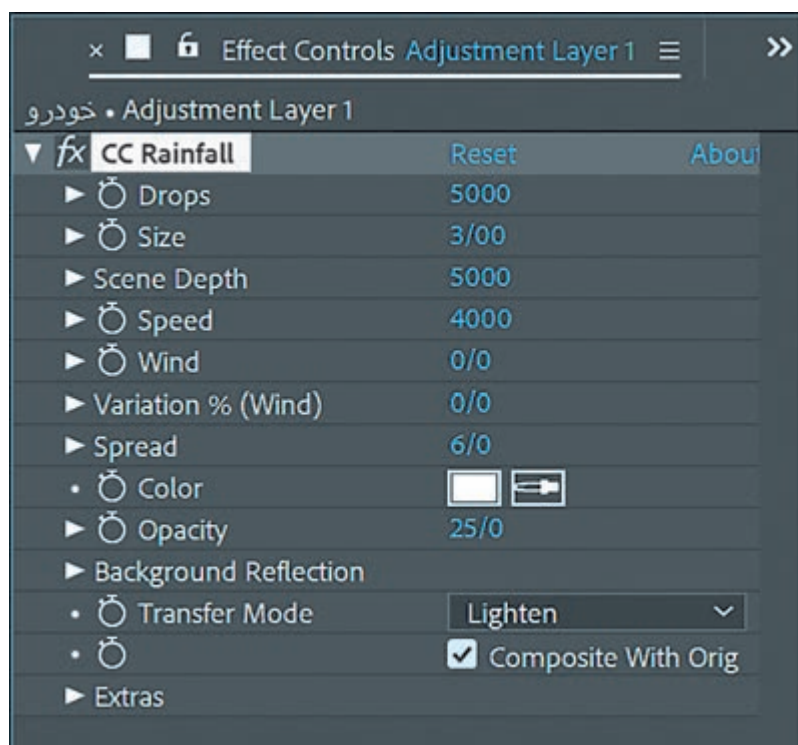 Effect Controls Adjustment Layer 1
خودرو • Adjustment Layer 1
fx CC Rainfall Reset Abou
Drops 5000
Size 3/00
Scene Depth 5000
Speed 4000
Wind 0/0
Variation % (Wind) 0/0
Spread 6/0
Color
Opacity 25/0
Background Reflection
Transfer Mode Lighten
Composite With Orig
Extras